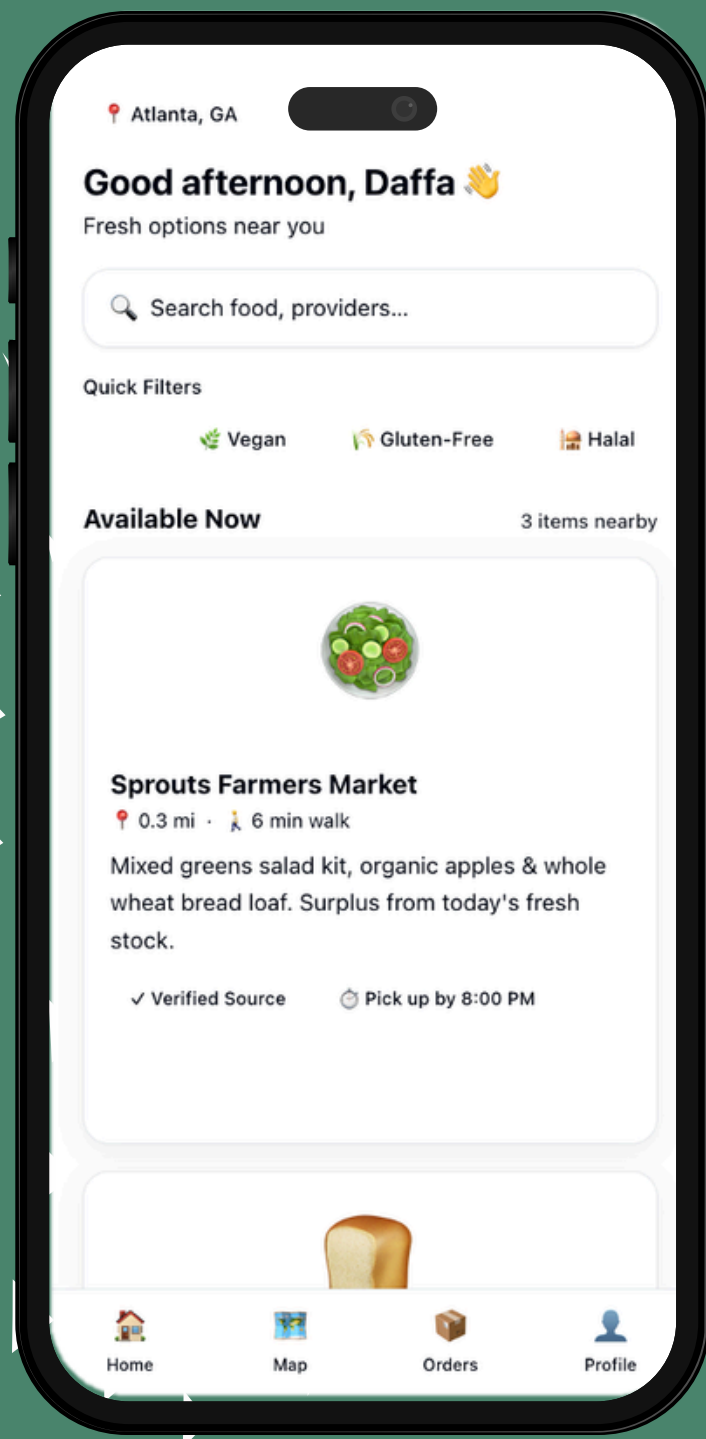 Atlanta, GA
Good afternoon, Daffa
Fresh options near you
Search food, providers...
Quick Filters
Vegan Gluten-Free Halal
Available Now 3 items nearby
Sprouts Farmers Market
0.3 mi · 6 min walk
Mixed greens salad kit, organic apples & whole
wheat bread loaf. Surplus from today's fresh
stock.
✓ Verified Source Pick up by 8:00 PM
Home Map Orders Profile